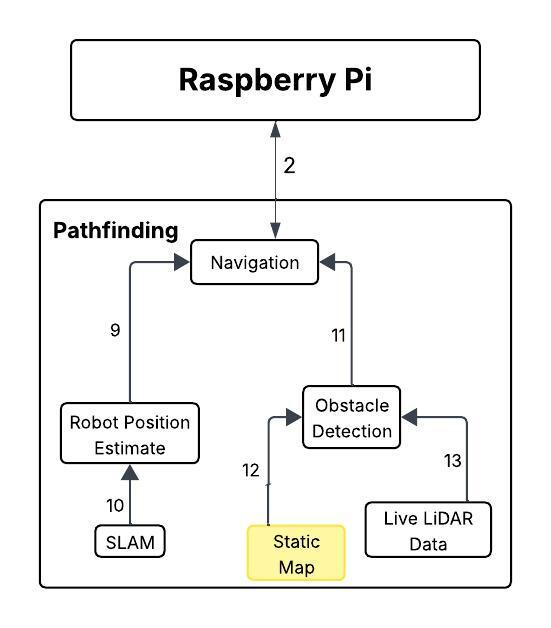 Raspberry Pi
2
Pathfinding
Navigation
9
11
Robot Position
Estimate
Obstacle
Detection
12
13
10
SLAM
Static
Map
Live LiDAR
Data